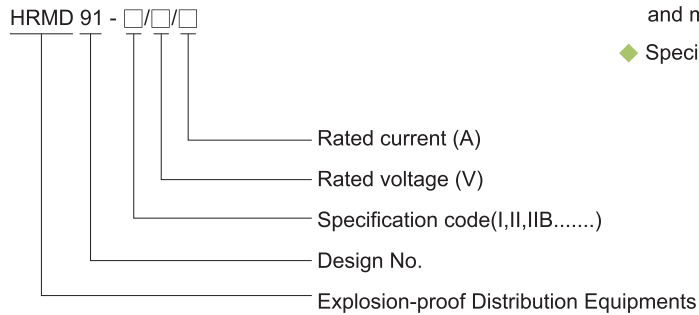 HRMD 91 - □/□/□
and n
◆ Speci
Rated current (A)
Rated voltage (V)
Specification code(I,II,IIB.......)
Design No.
Explosion-proof Distribution Equipments